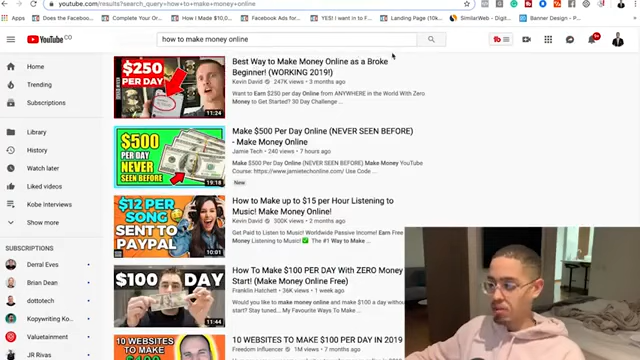 youtube.com/results?search_query=how+to+make+money+online
Does the Facebook
Complete Your Or
How I Made $10,0
Facebook Ads for
YES! I want in to F
Landing Page (10k
SimilarWeb - Digit
Banner Design - P
YouTube CO
how to make money online
9+
Home
Trending
Subscriptions
Library
History
Watch later
Liked videos
Kobe interviews
Show more
SUBSCRIPTIONS
Derral Eves
Brian Dean
dottotech
Copywriting Ko
Valuetainment
JR Rivas
$250
PER DAY
11:24
Best Way to Make Money Online as a Broke
Beginner! (WORKING 2019!)
Kevin David 247K views • 3 months ago
Want to Earn $250 per day Online from ANYWHERE in the World With Zero
Money to Get Started? 30 Day Challenge ...
$500
PER DAY
NEVER
SEEN
BEFORE
19:18
Make $500 Per Day Online (NEVER SEEN BEFORE)
- Make Money Online
Jamie Tech • 240 views • 7 hours ago
Make $500 Per Day Online (NEVER SEEN BEFORE) Make Money YouTube
Course: https://www.jamietechonline.com/ Use Code ...
New
$12 PER
SONG
SENT TO
PAYPAL
10:01
How to Make up to $15 per Hour Listening to
Music! Make Money Online!
Kevin David 300K views • 2 months ago
Get Paid to Listen to Music! Worldwide Passive Income! Earn Free
Money Listening to Music! ✅ The #1 Way to Make ...
$100 DAY
11:44
How To Make $100 PER DAY With ZERO Money
Start! (Make Money Online Free)
Franklin Hatchett • 36K views • 1 week ago
Would you like to make money online and make $100 a day without
Stay tuned... My Favourite Ways To Make
10 WEBSITES
TO MAKE
10 WEBSITES TO MAKE $100 PER DAY IN 2019
Freedom Influencer 1M views • 7 months ago